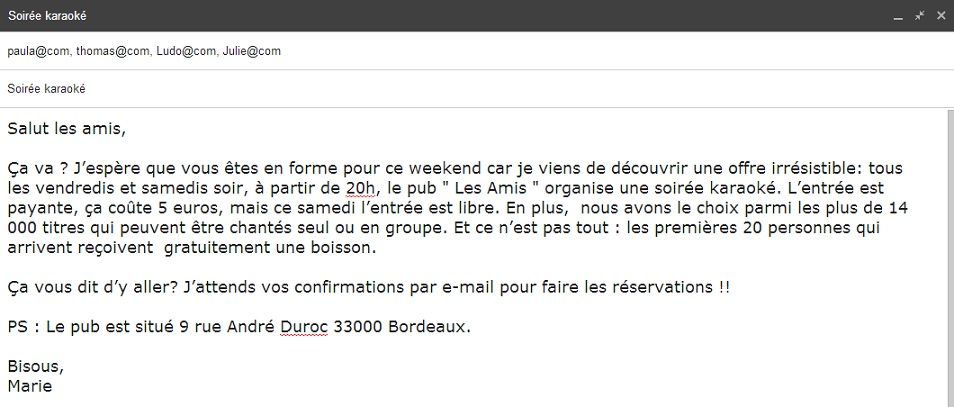 Soirée karaoké
paula@com, thomas@com, Ludo@com, Julie@com
Soirée karaoké
Salut les amis,
Ça va ? J’espère que vous êtes en forme pour ce weekend car je viens de découvrir une offre irrésistible: tous
les vendredis et samedis soir, à partir de 20h, le pub " Les Amis " organise une soirée karaoké. L’entrée est
payante, ça coûte 5 euros, mais ce samedi l’entrée est libre. En plus,  nous avons le choix parmi les plus de 14
000 titres qui peuvent être chantés seul ou en groupe. Et ce n’est pas tout : les premières 20 personnes qui
arrivent reçoivent  gratuitement une boisson.
Ça vous dit d’y aller? J’attends vos confirmations par e-mail pour faire les réservations !!
PS : Le pub est situé 9 rue André Duroc 33000 Bordeaux.
Bisous,
Marie